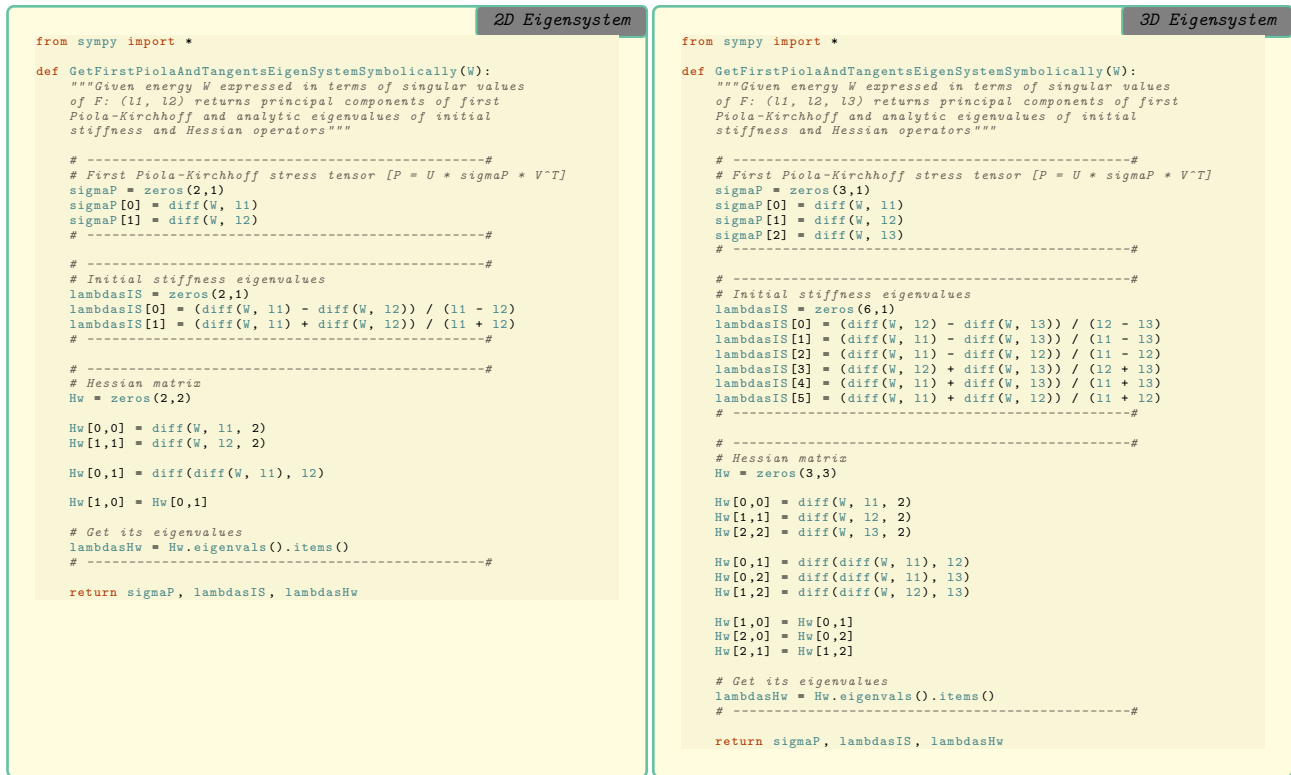 2D Eigensystem
from sympy import *
def GetFirstPiolaAndTangentsEigenSystemSymbolically(W):
"""Given energy W expressed in terms of singular values
of F: (l1, l2) returns principal components of first
Piola-Kirchhoff and analytic eigenvalues of initial
stiffness and Hessian operators"""
# ------------------------------------------------#
# First Piola-Kirchhoff stress tensor [P = U * sigmaP * V^T]
sigmaP = zeros(2,1)
sigmaP[0] = diff(W, l1)
sigmaP[1] = diff(W, l2)
# ------------------------------------------------#
# ------------------------------------------------#
# Initial stiffness eigenvalues
lambdasIS = zeros(2,1)
lambdasIS[0] = (diff(W, l1) - diff(W, l2)) / (l1 - l2)
lambdasIS[1] = (diff(W, l1) + diff(W, l2)) / (l1 + l2)
# ------------------------------------------------#
# ------------------------------------------------#
# Hessian matrix
Hw = zeros(2,2)
Hw[0,0] = diff(W, l1, 2)
Hw[1,1] = diff(W, l2, 2)
Hw[0,1] = diff(diff(W, l1), l2)
Hw[1,0] = Hw[0,1]
# Get its eigenvalues
lambdasHw = Hw.eigenvals().items()
# ------------------------------------------------#
return sigmaP, lambdasIS, lambdasHw
3D Eigensystem
from sympy import *
def GetFirstPiolaAndTangentsEigenSystemSymbolically(W):
"""Given energy W expressed in terms of singular values
of F: (l1, l2, l3) returns principal components of first
Piola-Kirchhoff and analytic eigenvalues of initial
stiffness and Hessian operators"""
# ------------------------------------------------#
# First Piola-Kirchhoff stress tensor [P = U * sigmaP * V^T]
sigmaP = zeros(3,1)
sigmaP[0] = diff(W, l1)
sigmaP[1] = diff(W, l2)
sigmaP[2] = diff(W, l3)
# ------------------------------------------------#
# ------------------------------------------------#
# Initial stiffness eigenvalues
lambdasIS = zeros(6,1)
lambdasIS[0] = (diff(W, l2) - diff(W, l3)) / (l2 - l3)
lambdasIS[1] = (diff(W, l1) - diff(W, l3)) / (l1 - l3)
lambdasIS[2] = (diff(W, l1) - diff(W, l2)) / (l1 - l2)
lambdasIS[3] = (diff(W, l2) + diff(W, l3)) / (l2 + l3)
lambdasIS[4] = (diff(W, l1) + diff(W, l3)) / (l1 + l3)
lambdasIS[5] = (diff(W, l1) + diff(W, l2)) / (l1 + l2)
# ------------------------------------------------#
# ------------------------------------------------#
# Hessian matrix
Hw = zeros(3,3)
Hw[0,0] = diff(W, l1, 2)
Hw[1,1] = diff(W, l2, 2)
Hw[2,2] = diff(W, l3, 2)
Hw[0,1] = diff(diff(W, l1), l2)
Hw[0,2] = diff(diff(W, l1), l3)
Hw[1,2] = diff(diff(W, l2), l3)
Hw[1,0] = Hw[0,1]
Hw[2,0] = Hw[0,2]
Hw[2,1] = Hw[1,2]
# Get its eigenvalues
lambdasHw = Hw.eigenvals().items()
# ------------------------------------------------#
return sigmaP, lambdasIS, lambdasHw